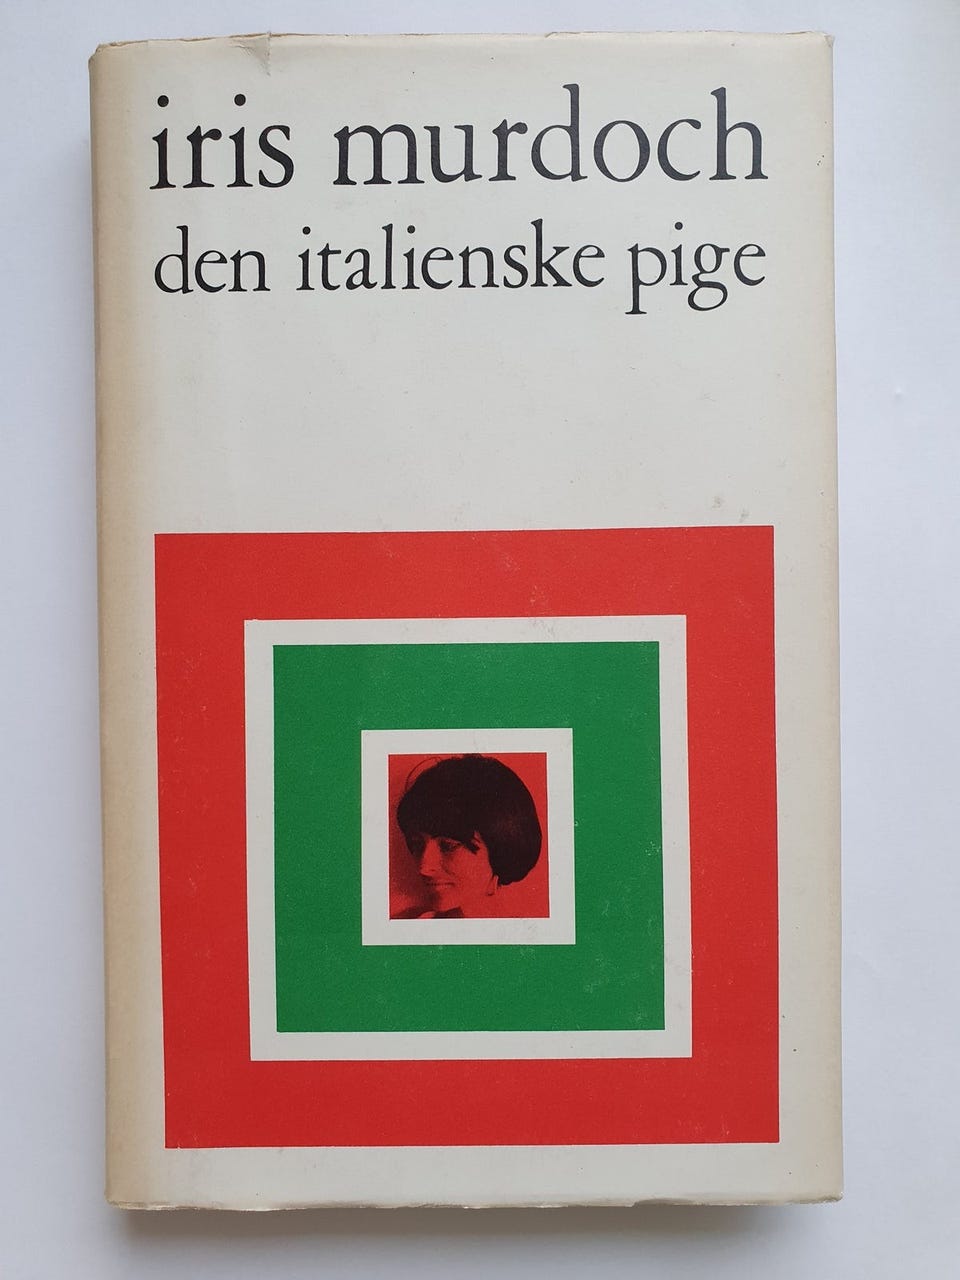 iris murdoch
den italienske pige